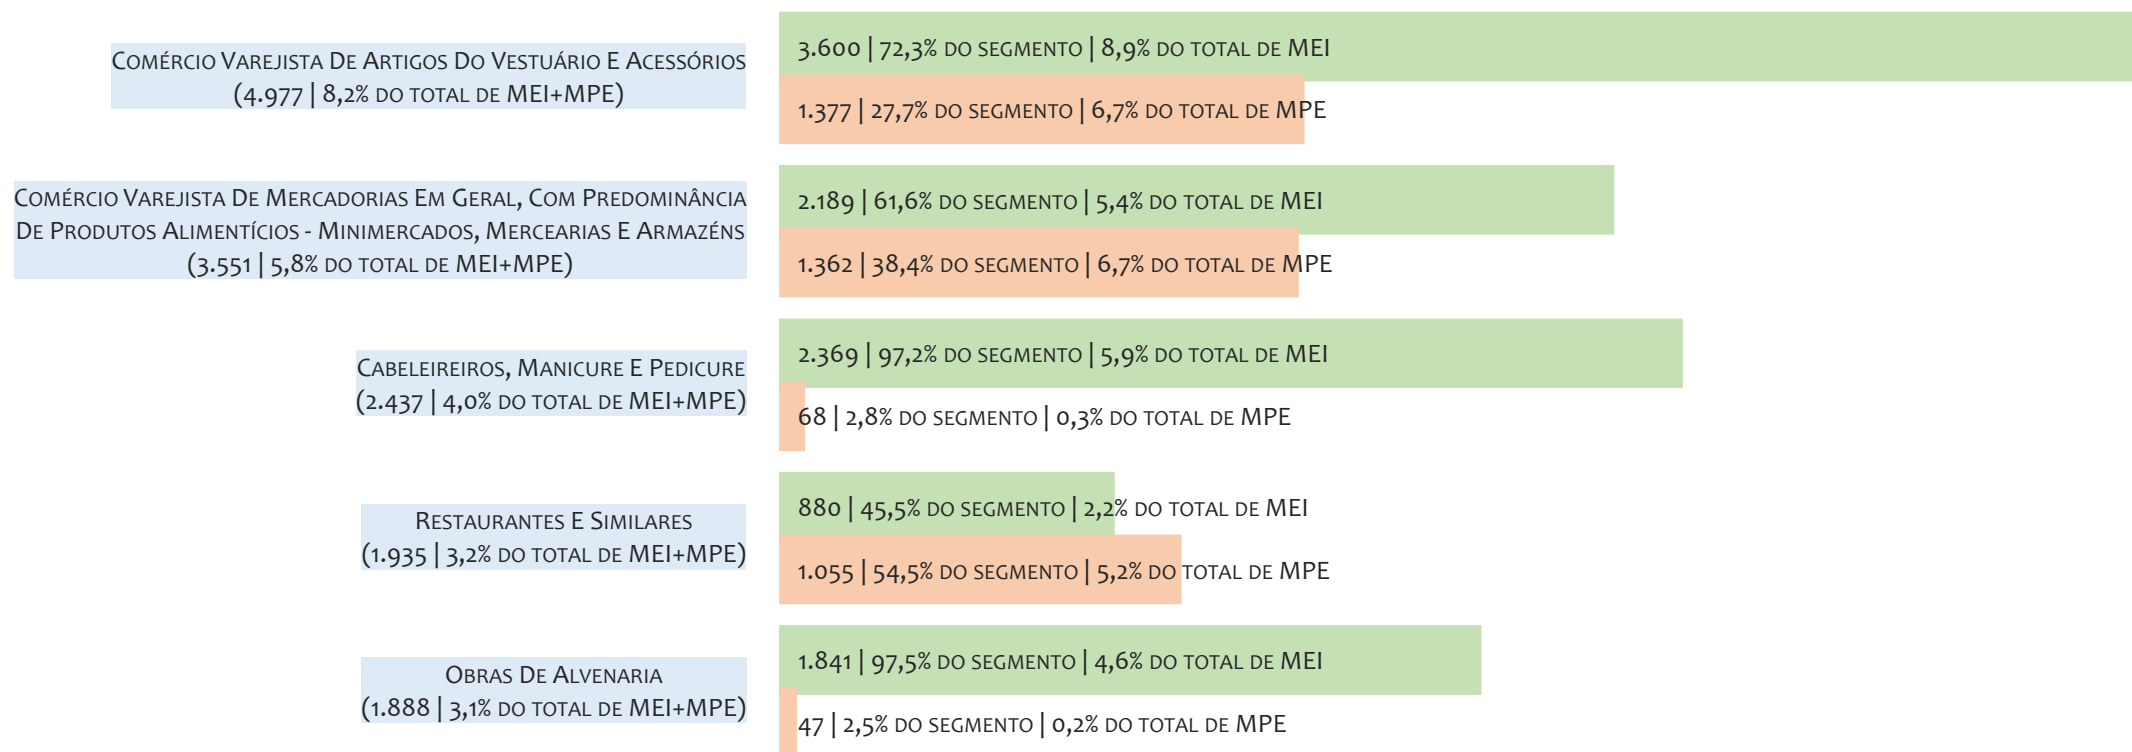 Comércio Varejista De Artigos Do Vestuário E Acessórios
(4.977 | 8,2% do total de MEI+MPE)
3.600 | 72,3% do segmento | 8,9% do total de MEI
1.377 | 27,7% do segmento | 6,7% do total de MPE
Comércio Varejista De Mercadorias Em Geral, Com Predominância
De Produtos Alimentícios - Minimercados, Mercearias E Armazéns
(3.551 | 5,8% do total de MEI+MPE)
2.189 | 61,6% do segmento | 5,4% do total de MEI
1.362 | 38,4% do segmento | 6,7% do total de MPE
Cabeleireiros, Manicure E Pedicure
(2.437 | 4,0% do total de MEI+MPE)
2.369 | 97,2% do segmento | 5,9% do total de MEI
68 | 2,8% do segmento | 0,3% do total de MPE
Restaurantes E Similares
(1.935 | 3,2% do total de MEI+MPE)
880 | 45,5% do segmento | 2,2% do total de MEI
1.055 | 54,5% do segmento | 5,2% do total de MPE
Obras De Alvenaria
(1.888 | 3,1% do total de MEI+MPE)
1.841 | 97,5% do segmento | 4,6% do total de MEI
47 | 2,5% do segmento | 0,2% do total de MPE